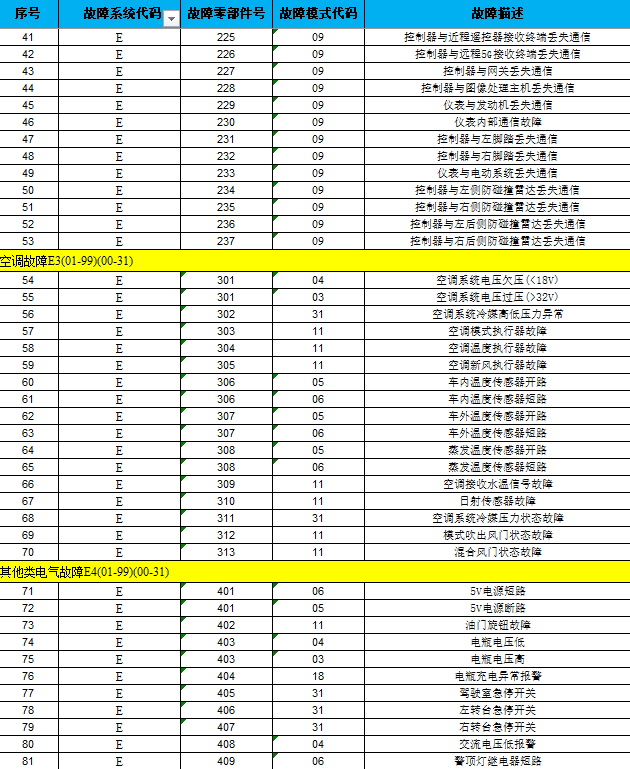 序号 故障系统代码 故障零部件号 故障模式代码 故障描述
41 E 225 09 控制器与近程遥控器接收终端丢失通信
42 E 226 09 控制器与远程5G接收终端丢失通信
43 E 227 09 控制器与网关丢失通信
44 E 228 09 控制器与图像处理主机丢失通信
45 E 229 09 仪表与发动机丢失通信
46 E 230 09 仪表内部通信故障
47 E 231 09 控制器与左脚踏丢失通信
48 E 232 09 控制器与右脚踏丢失通信
49 E 233 09 仪表与电动系统丢失通信
50 E 234 09 控制器与左侧防碰撞雷达丢失通信
51 E 235 09 控制器与右侧防碰撞雷达丢失通信
52 E 236 09 控制器与左后侧防碰撞雷达丢失通信
53 E 237 09 控制器与右后侧防碰撞雷达丢失通信
空调故障E3(01-99)(00-31)
54 E 301 04 空调系统电压欠压(<18V)
55 E 301 03 空调系统电压过压(>32V)
56 E 302 31 空调系统冷媒高低压力异常
57 E 303 11 空调模式执行器故障
58 E 304 11 空调温度执行器故障
59 E 305 11 空调新风执行器故障
60 E 306 05 车内温度传感器开路
61 E 306 06 车内温度传感器短路
62 E 307 05 车外温度传感器开路
63 E 307 06 车外温度传感器短路
64 E 308 05 蒸发温度传感器开路
65 E 308 06 蒸发温度传感器短路
66 E 309 11 空调接收水温信号故障
67 E 310 11 日射传感器故障
68 E 311 31 空调系统冷媒压力状态故障
69 E 312 11 模式吹出风门状态故障
70 E 313 11 混合风门状态故障
其他类电气故障E4(01-99)(00-31)
71 E 401 06 5V电源短路
72 E 401 05 5V电源断路
73 E 402 11 油门旋钮故障
74 E 403 04 电瓶电压低
75 E 403 03 电瓶电压高
76 E 404 18 电瓶充电异常报警
77 E 405 31 驾驶室急停开关
78 E 406 31 左转台急停开关
79 E 407 31 右转台急停开关
80 E 408 04 交流电压低报警
81 E 409 06 警顶灯继电器短路